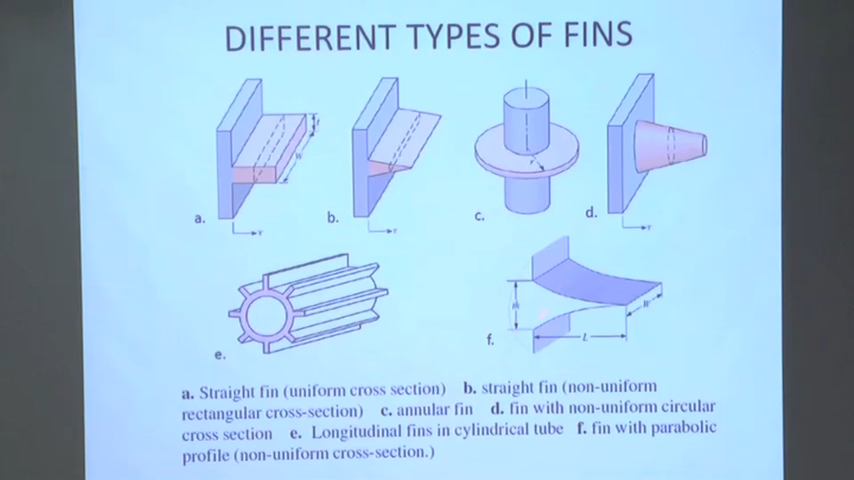 DIFFERENT TYPES OF FINS
a.
b.
c.
d.
e.
f.
L
a. Straight fin (uniform cross section) b. straight fin (non-uniform
rectangular cross-section) c. annular fin d. fin with non-uniform circular
cross section e. Longitudinal fins in cylindrical tube f. fin with parabolic
profile (non-uniform cross-section.)